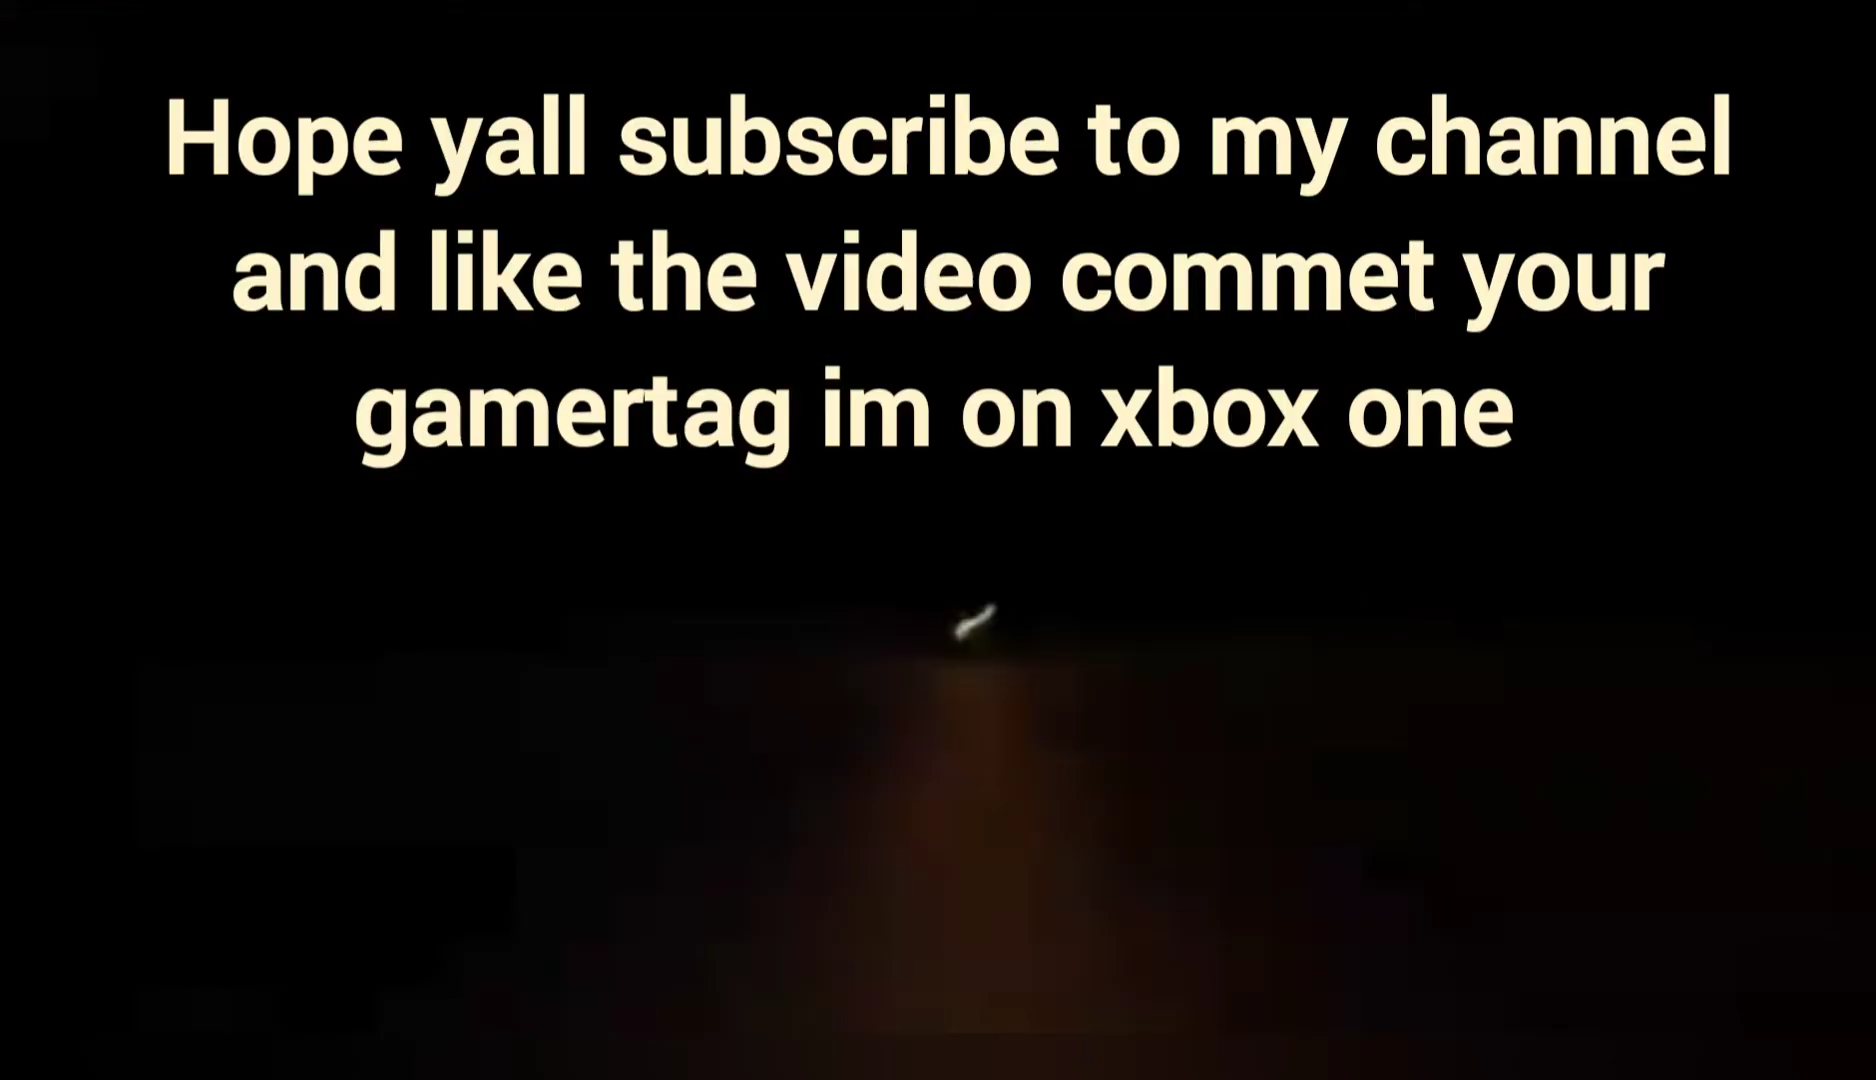 Hope yall subscribe to my channel
and like the video commet your
gamertag im on xbox one